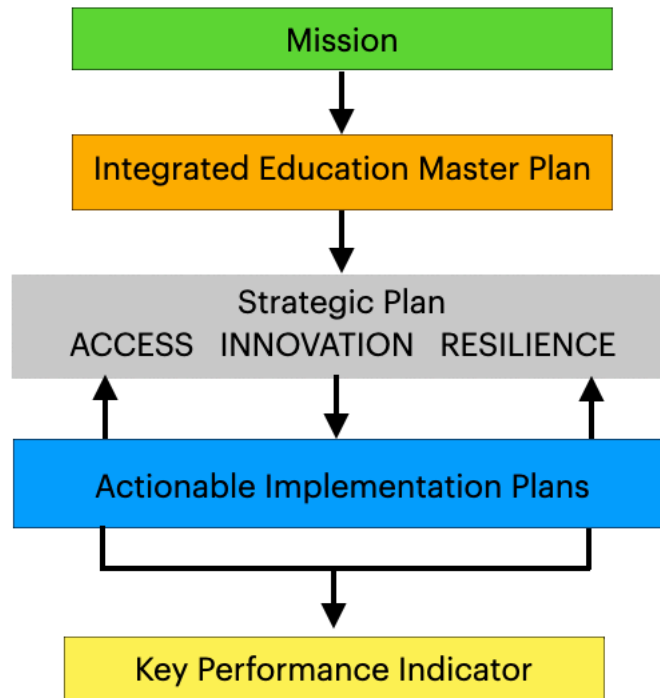 Mission
Integrated Education Master Plan
Strategic Plan
ACCESS INNOVATION RESILIENCE
Actionable Implementation Plans
Key Performance Indicator